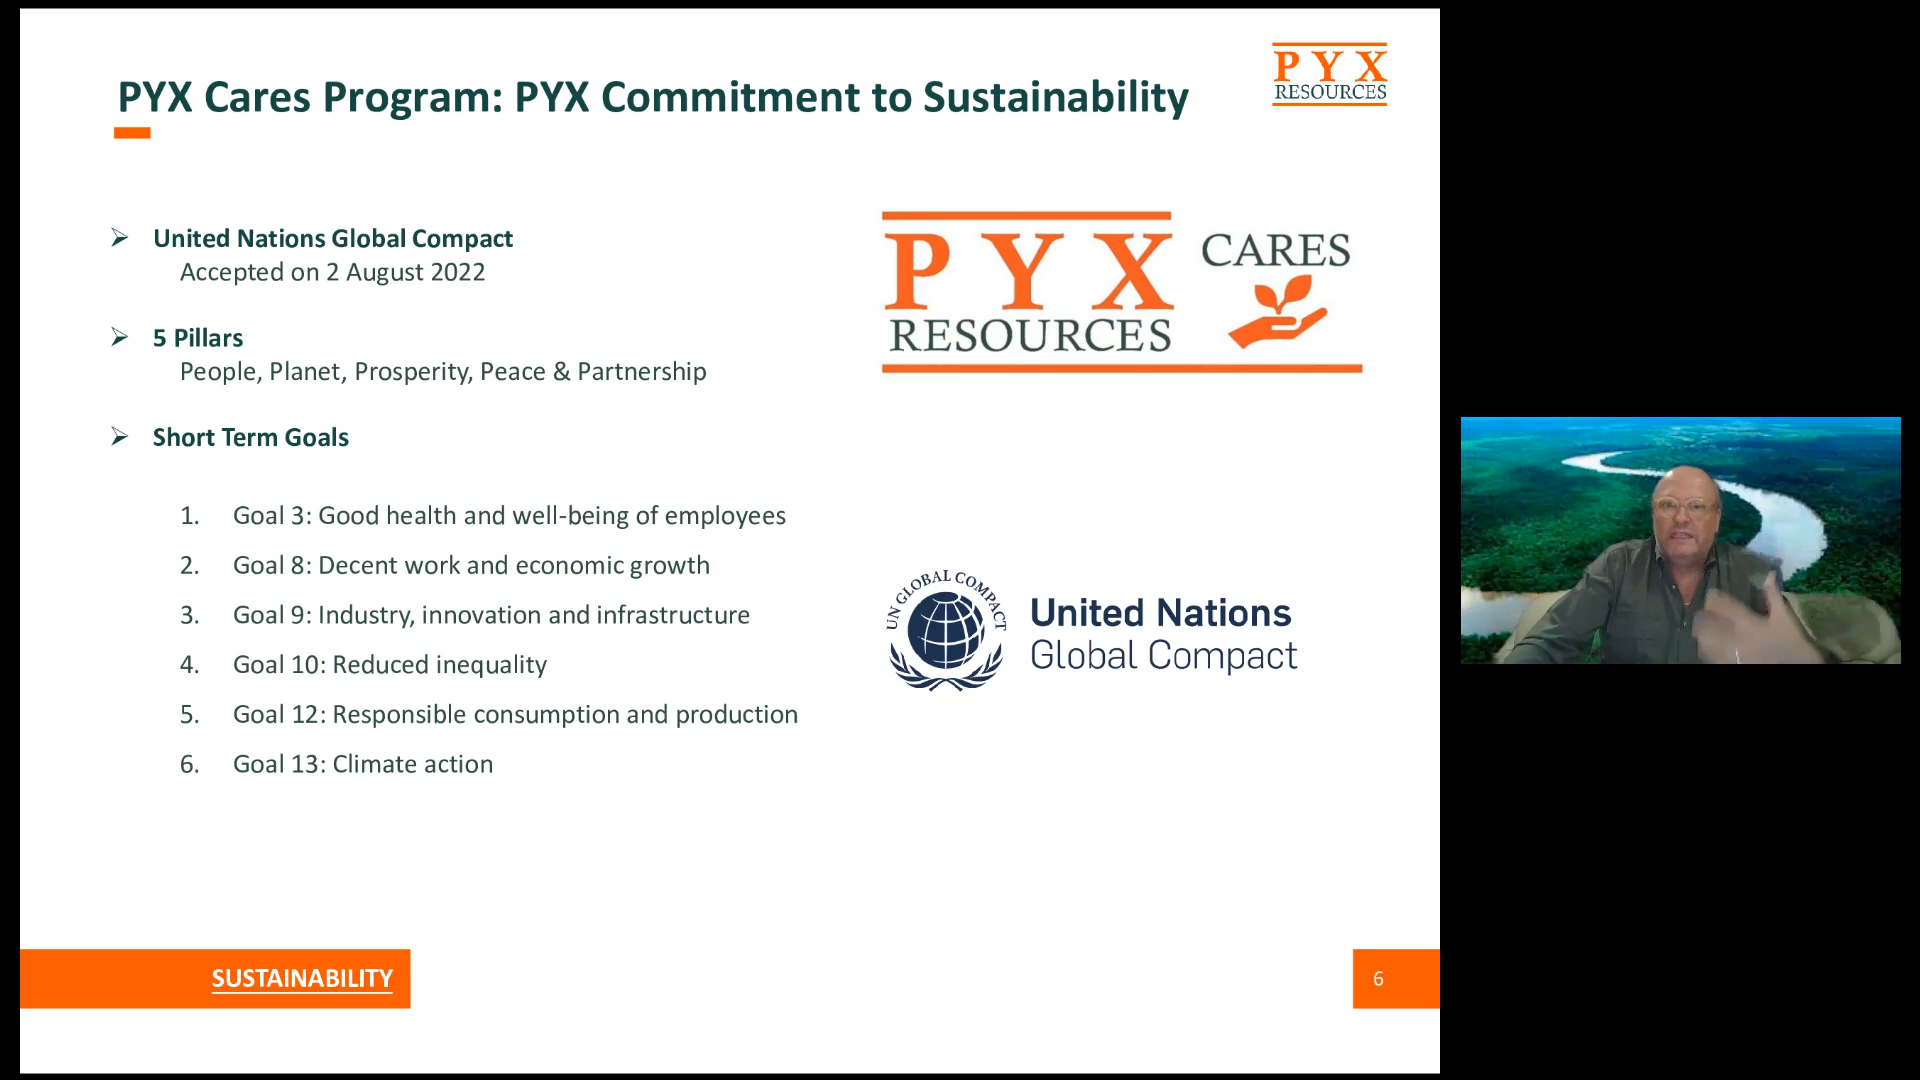 PYX Cares Program: PYX Commitment to Sustainability
PYX
RESOURCES
➢ United Nations Global Compact
Accepted on 2 August 2022
➢ 5 Pillars
People, Planet, Prosperity, Peace & Partnership
➢ Short Term Goals
1. Goal 3: Good health and well-being of employees
2. Goal 8: Decent work and economic growth
3. Goal 9: Industry, innovation and infrastructure
4. Goal 10: Reduced inequality
5. Goal 12: Responsible consumption and production
6. Goal 13: Climate action
PYX CARES
RESOURCES
UN GLOBAL COMPACT
United Nations
Global Compact
SUSTAINABILITY
6